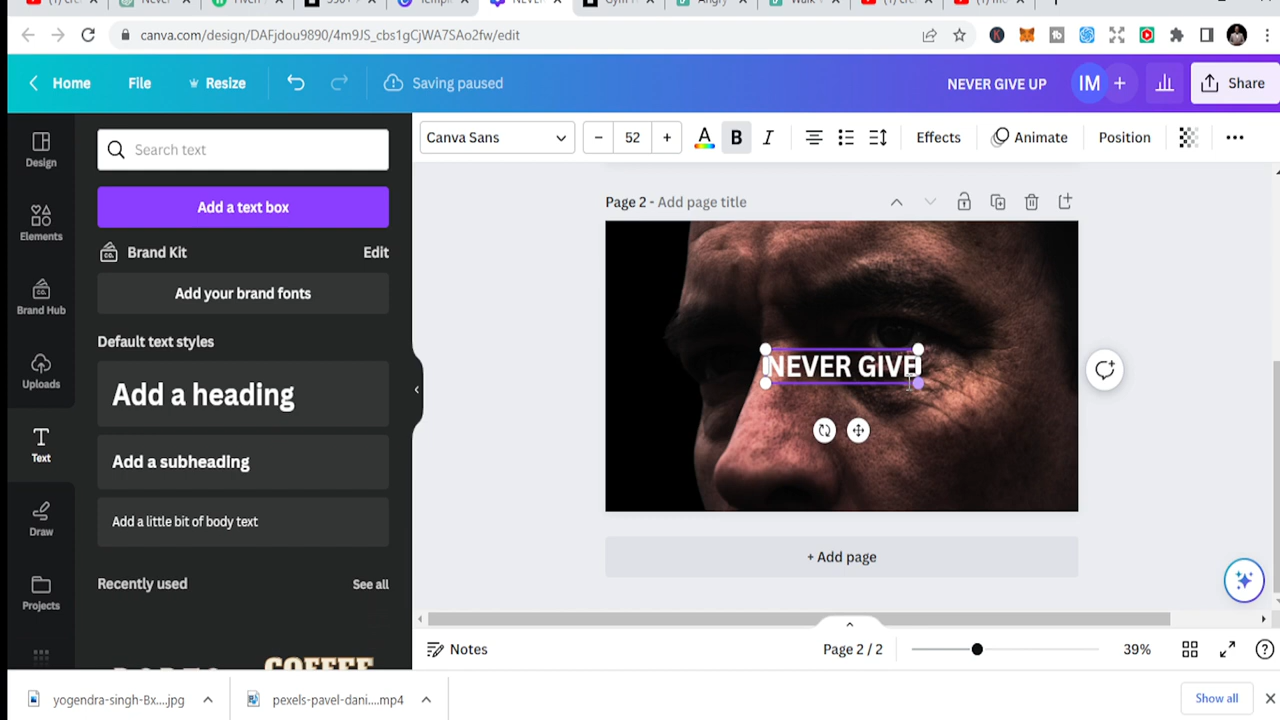 canva.com/design/DAFjdou9890/4m9JS_cbs1gCjWA7SAo2fw/edit
Home File Resize Saving paused NEVER GIVE UP IM + Share
Canva Sans – 52 + A B I Effects Animate Position
Design
Elements
Brand Hub
Uploads
Text
Draw
Projects
Search text
Add a text box
Brand Kit Edit
Add your brand fonts
Default text styles
Add a heading
Add a subheading
Add a little bit of body text
Recently used See all
COFFEE
Page 2 - Add page title
NEVER GIVE
+ Add page
Notes Page 2 / 2 39%
yogendra-singh-8x....jpg pexels-pavel-dani....mp4 Show all